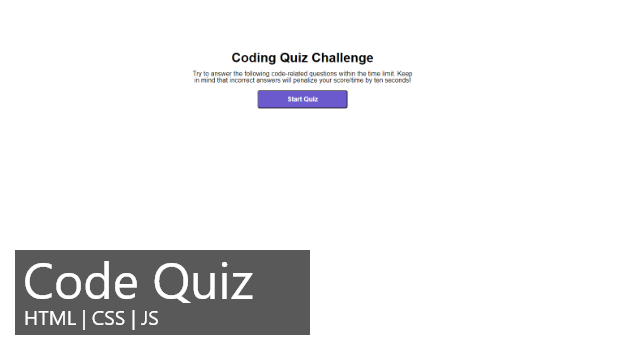 Coding Quiz Challenge
Try to answer the following code-related questions within the time limit. Keep
in mind that incorrect answers will penalize your score/time by ten seconds!
Start Quiz
Code Quiz
HTML | CSS | JS